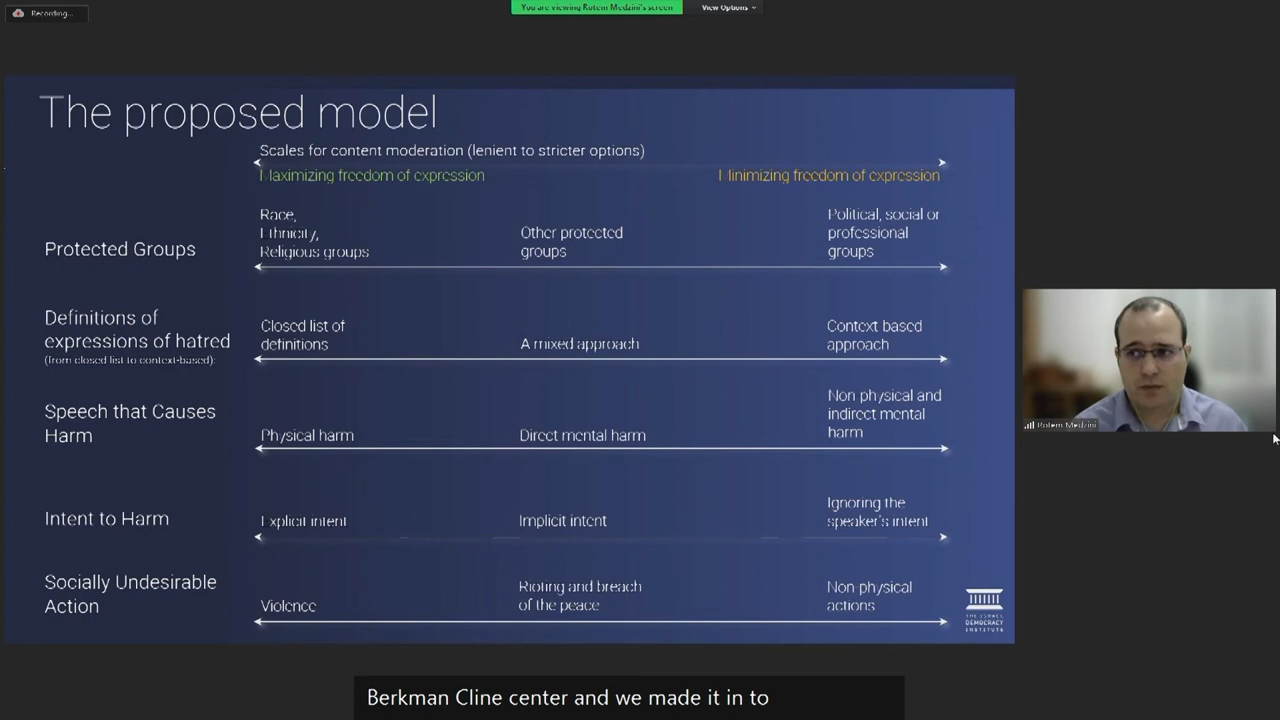 Recording...
You are viewing Rotem Medzini's screen
View Options
The proposed model
Scales for content moderation (lenient to stricter options)
Maximizing freedom of expression
Minimizing freedom of expression
Protected Groups
Race,
Ethnicity,
Religious groups
Other protected
groups
Political, social or
professional
groups
Definitions of
expressions of hatred
(from closed list to context-based):
Closed list of
definitions
A mixed approach
Context based
approach
Speech that Causes
Harm
Physical harm
Direct mental harm
Non physical and
indirect mental
harm
Intent to Harm
Explicit intent
Implicit intent
Ignoring the
speaker's intent
Socially Undesirable
Action
Violence
Rioting and breach
of the peace
Non-physical
actions
THE ISRAEL
DEMOCRACY
INSTITUTE
Rotem Medzini
Berkman Cline center and we made it in to